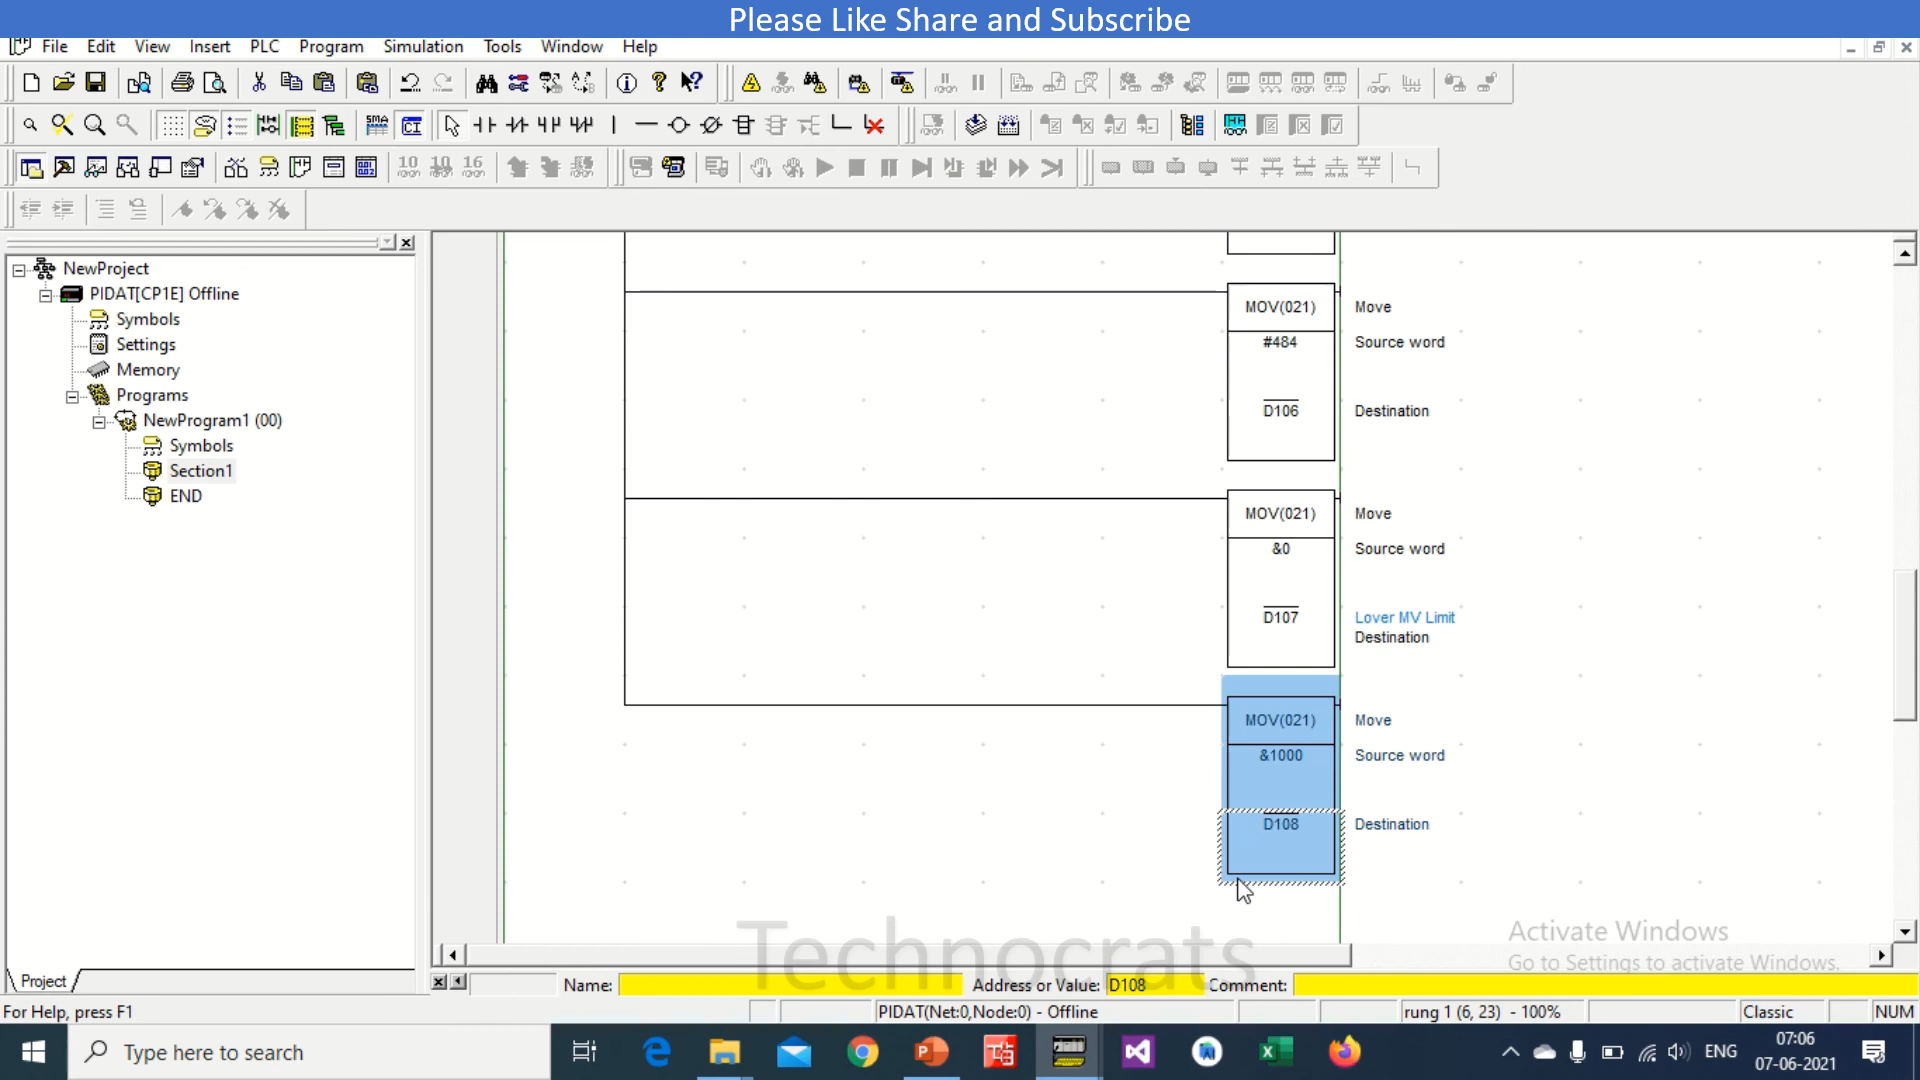 Please Like Share and Subscribe
File Edit View Insert PLC Program Simulation Tools Window Help
10 10 16
NewProject
PIDAT[CP1E] Offline
Symbols
Settings
Memory
Programs
NewProgram1 (00)
Symbols
Section1
END
MOV(021) Move
#484 Source word
D106 Destination
MOV(021) Move
&0 Source word
D107 Lover MV Limit
Destination
MOV(021) Move
&1000 Source word
D108 Destination
Technocrats
Activate Windows
Go to Settings to activate Windows.
Project
Name: Address or Value: D108 Comment:
For Help, press F1 PIDAT(Net:0,Node:0) - Offline rung 1 (6, 23) - 100% Classic NUM
Type here to search
ENG
07:06
07-06-2021